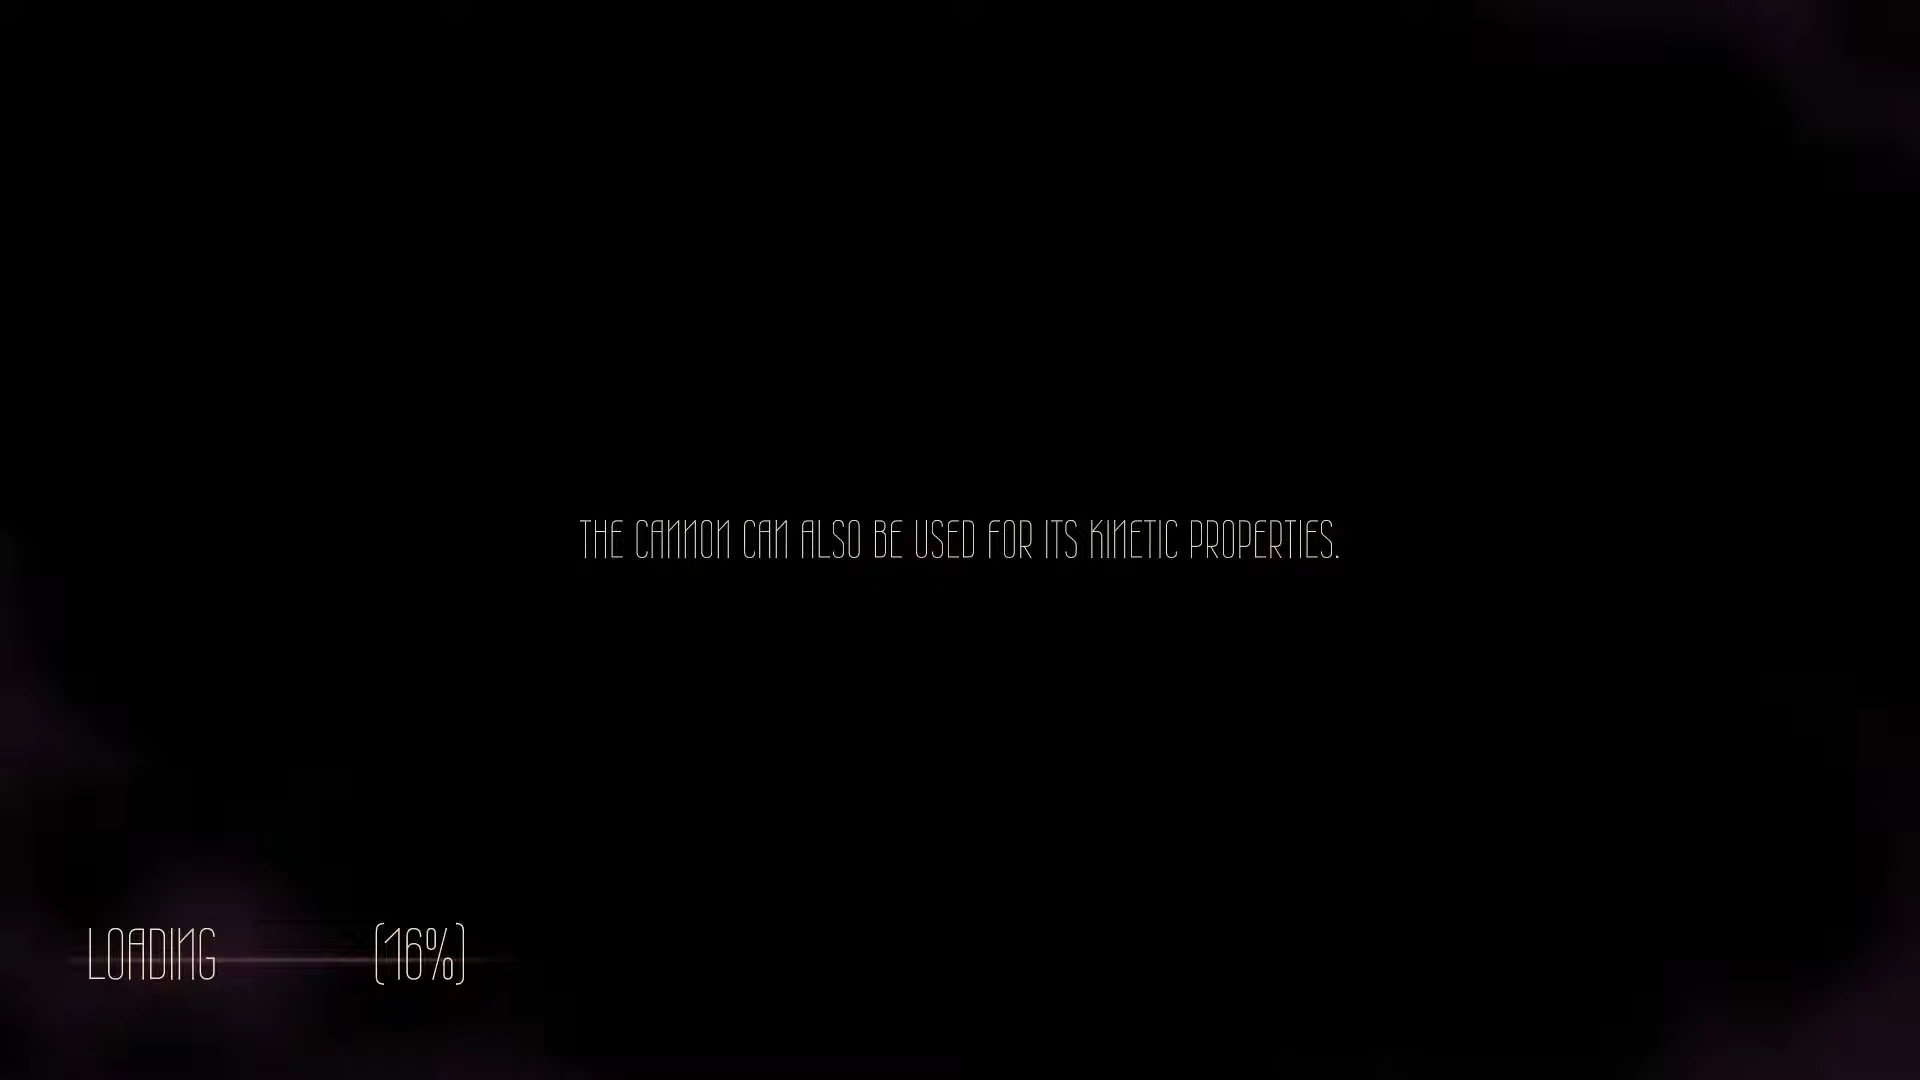 THE CANNON CAN ALSO BE USED FOR ITS KINETIC PROPERTIES.
LOADING (16%)